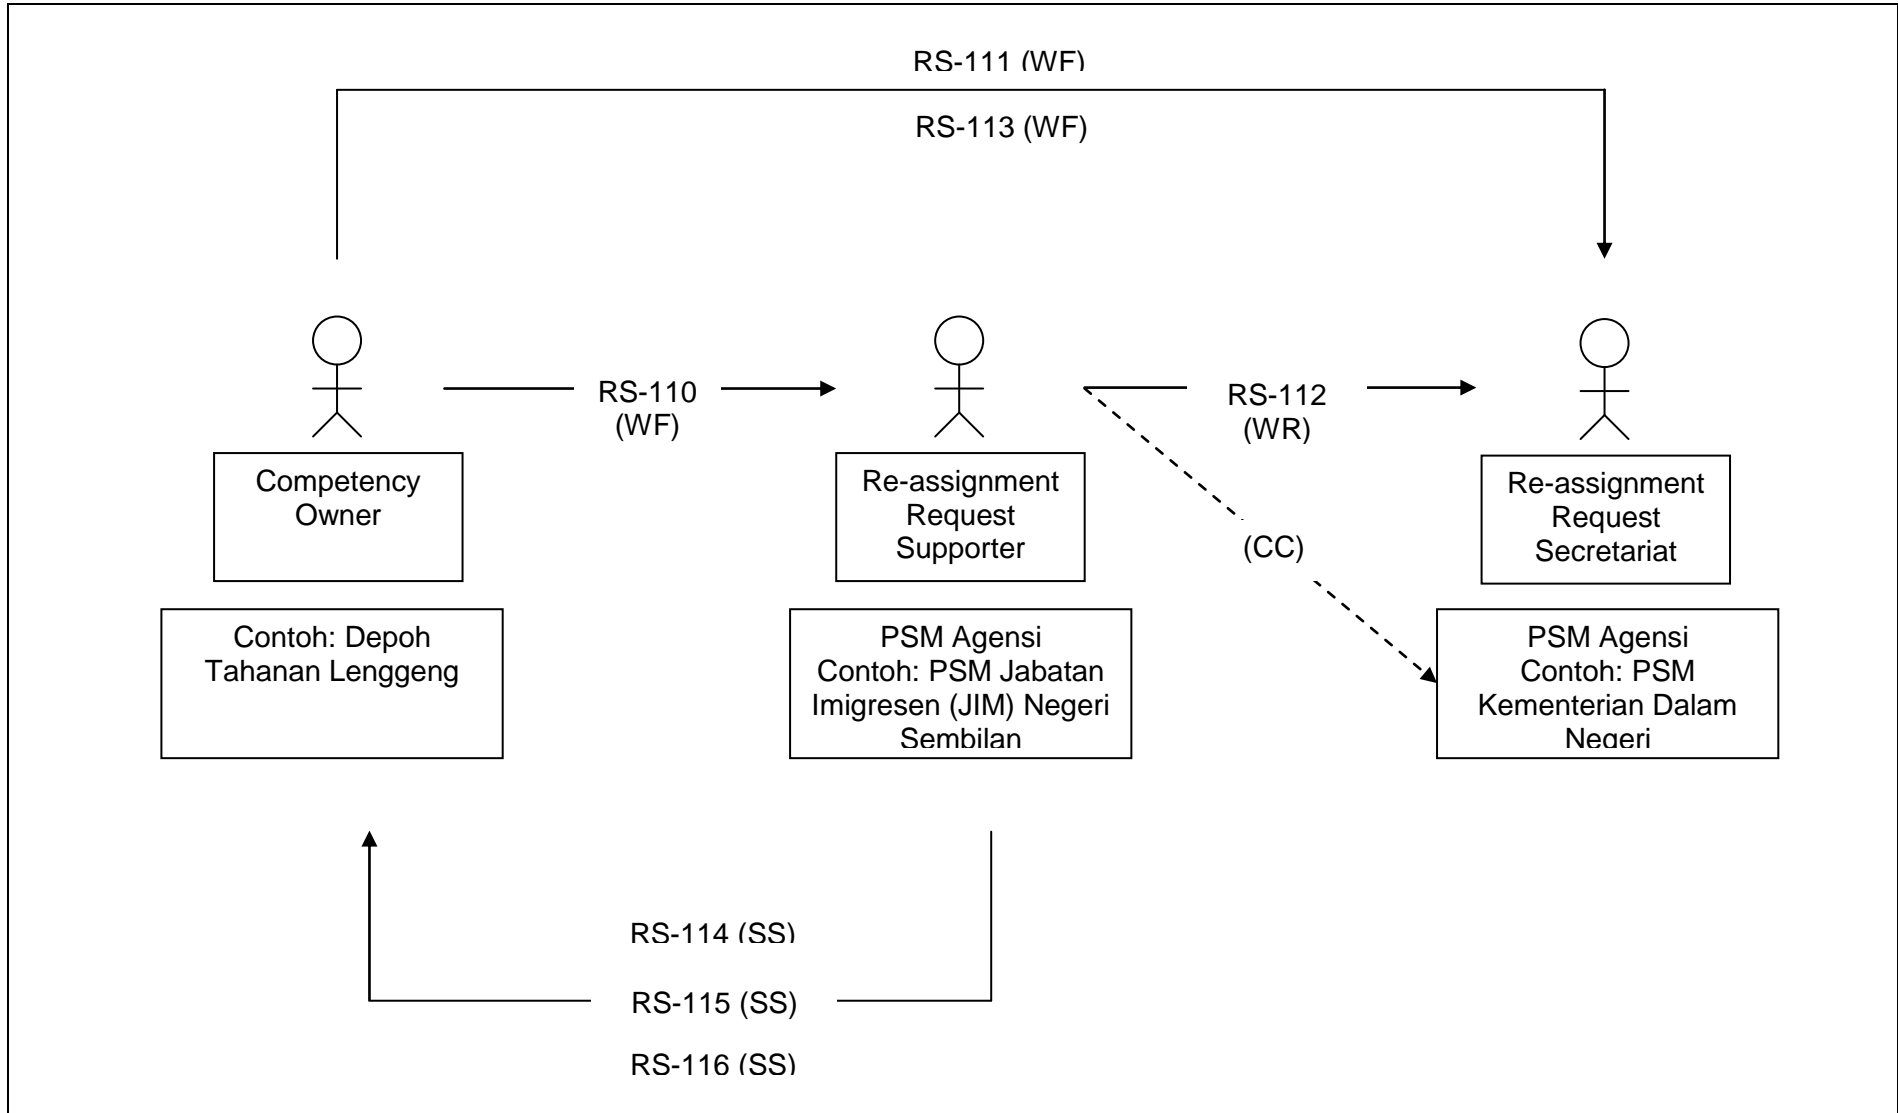 RS-111 (WF)
RS-113 (WF)
RS-110
(WF)
RS-112
(WR)
Competency
Owner
Re-assignment
Request
Supporter
(CC)
Re-assignment
Request
Secretariat
Contoh: Depoh
Tahanan Lenggeng
PSM Agensi
Contoh: PSM Jabatan
Imigresen (JIM) Negeri
Sembilan
PSM Agensi
Contoh: PSM
Kementerian Dalam
Negeri
RS-114 (SS)
RS-115 (SS)
RS-116 (SS)